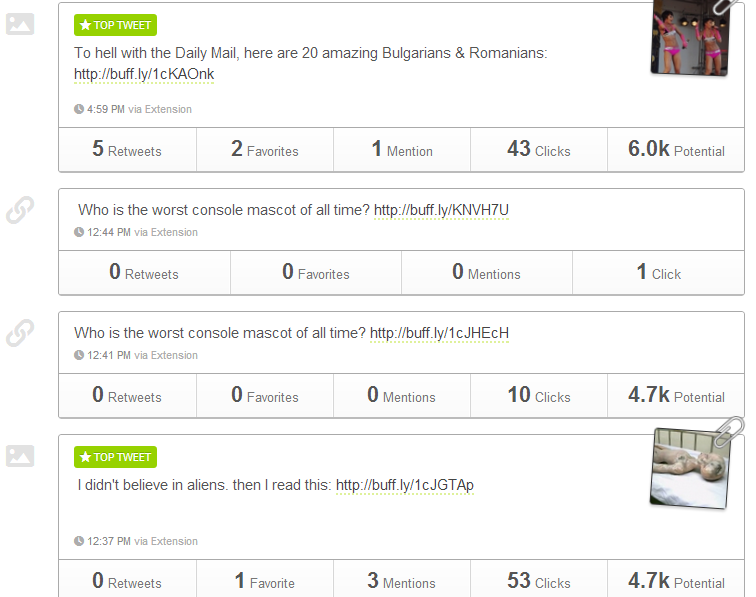 TOP TWEET
To hell with the Daily Mail, here are 20 amazing Bulgarians & Romanians:
http://buff.ly/1cKAOnk
4:59 PM via Extension
5 Retweets 2 Favorites 1 Mention 43 Clicks 6.0k Potential
Who is the worst console mascot of all time? http://buff.ly/KNVH7U
12:44 PM via Extension
0 Retweets 0 Favorites 0 Mentions 1 Click
Who is the worst console mascot of all time? http://buff.ly/1cJHEcH
12:41 PM via Extension
0 Retweets 0 Favorites 0 Mentions 10 Clicks 4.7k Potential
TOP TWEET
I didn't believe in aliens. then I read this: http://buff.ly/1cJGTAp
12:37 PM via Extension
0 Retweets 1 Favorite 3 Mentions 53 Clicks 4.7k Potential